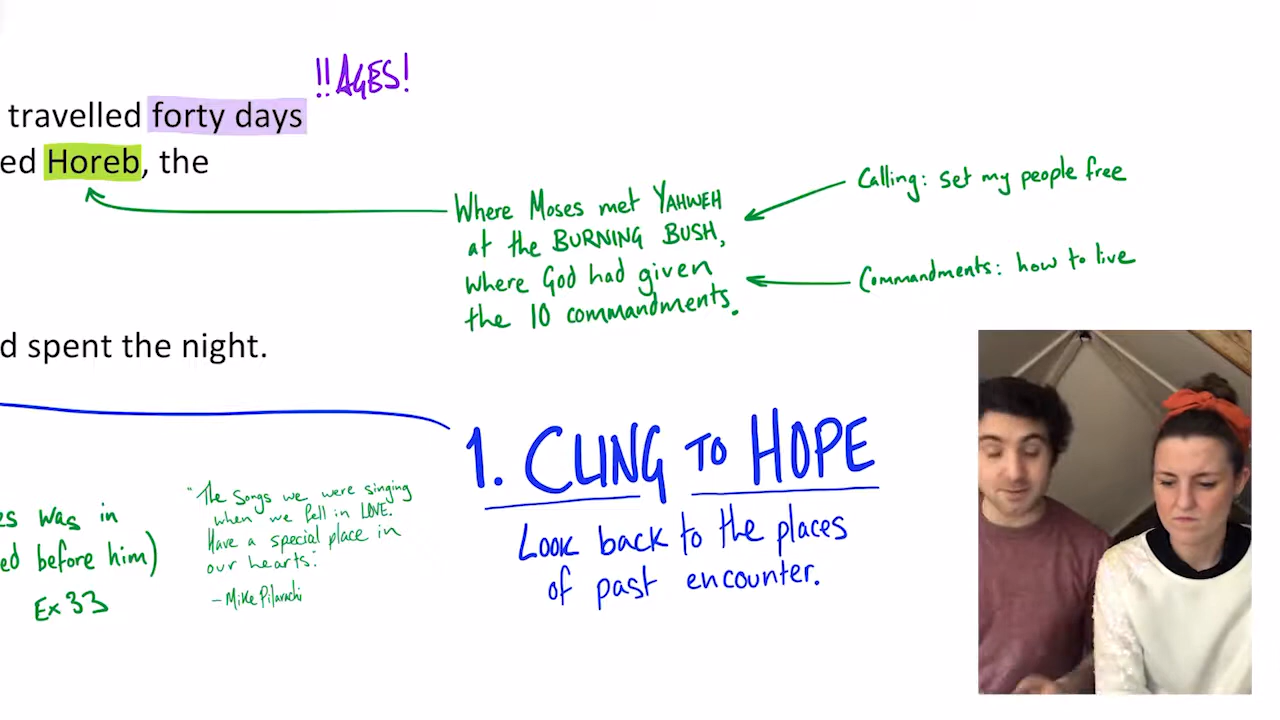 !!AGES!
travelled forty days
ed Horeb, the
Where Moses met YAHWEH
at the BURNING BUSH,
where God had given
the 10 commandments.
Calling: set my people free
Commandments: how to live
d spent the night.
1. CLING TO HOPE
Look back to the places
of past encounter.
es was in
ed before him)
Ex 33
"The songs we were singing
when we fell in LOVE.
Have a special place in
our hearts."
- Mike Pilavachi